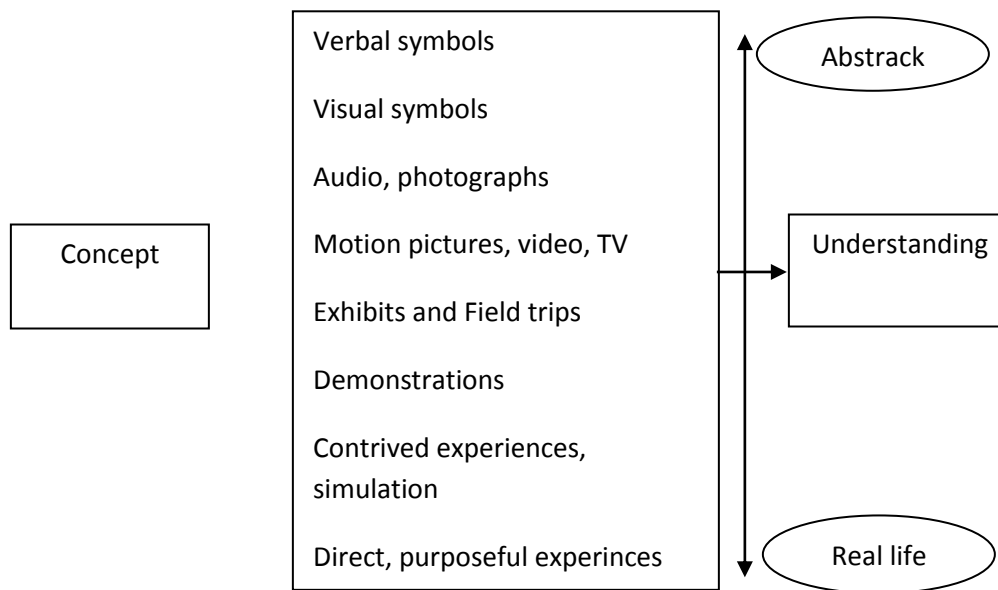 Verbal symbols
Abstrack
Visual symbols
Audio, photographs
Concept
Motion pictures, video, TV
Understanding
Exhibits and Field trips
Demonstrations
Contrived experiences,
simulation
Direct, purposeful experinces
Real life